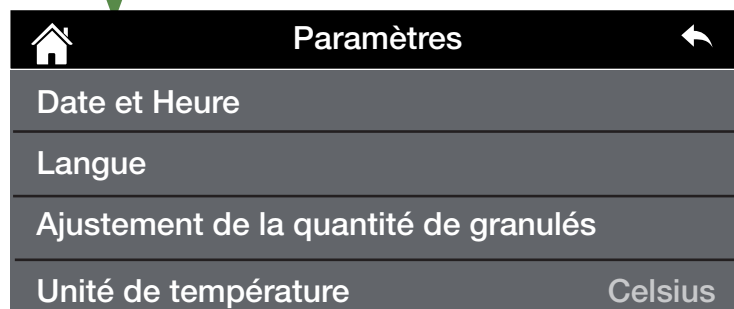 Paramètres
Date et Heure
Langue
Ajustement de la quantité de granulés
Unité de température Celsius